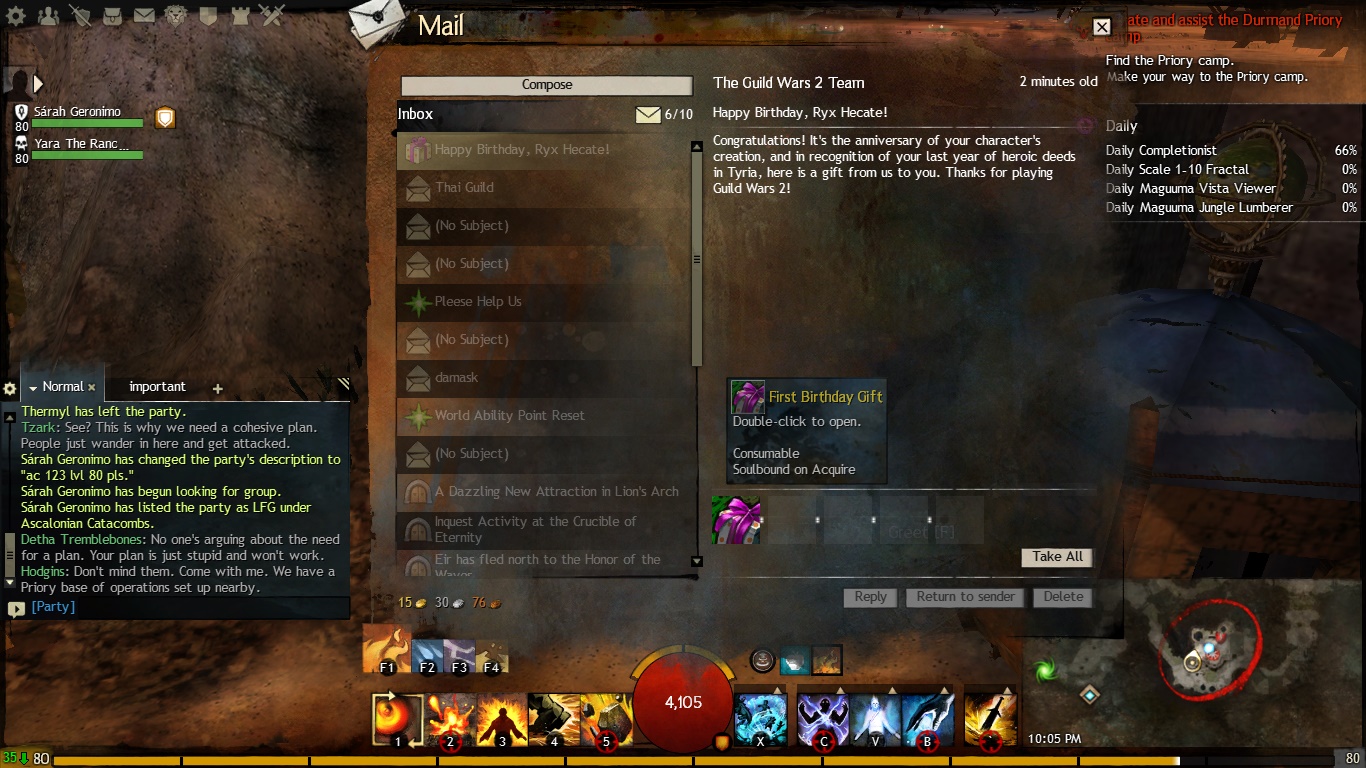 Mail
Compose
Inbox
6/10
Happy Birthday, Ryx Hecate!
Thai Guild
(No Subject)
(No Subject)
Pleese Help Us
(No Subject)
damask
World Ability Point Reset
(No Subject)
A Dazzling New Attraction in Lion's Arch
Inquest Activity at the Crucible of
Eternity
Eir has fled north to the Honor of the
15 30 76
The Guild Wars 2 Team
2 minutes old
Happy Birthday, Ryx Hecate!
Congratulations! It's the anniversary of your character's
creation, and in recognition of your last year of heroic deeds
in Tyria, here is a gift from us to you. Thanks for playing
Guild Wars 2!
First Birthday Gift
Double-click to open.
Consumable
Soulbound on Acquire
Greet [F]
Take All
Reply
Return to sender
Delete
ate and assist the Durmand Priory
Find the Priory camp.
Make your way to the Priory camp.
Daily
Daily Completionist 66%
Daily Scale 1-10 Fractal 0%
Daily Maguuma Vista Viewer 0%
Daily Maguuma Jungle Lumberer 0%
Sárah Geronimo
80
Yara The Ranc...
80
Normal ×
important
+
Thermyl has left the party.
Tzark: See? This is why we need a cohesive plan.
People just wander in here and get attacked.
Sárah Geronimo has changed the party's description to
"ac 123 lvl 80 pls."
Sárah Geronimo has begun looking for group.
Sárah Geronimo has listed the party as LFG under
Ascalonian Catacombs.
Detha Tremblebones: No one's arguing about the need
for a plan. Your plan is just stupid and won't work.
Hodgins: Don't mind them. Come with me. We have a
Priory base of operations set up nearby.
[Party]
F1 F2 F3 F4
1 2 3 4 5
4,105
X C V B
10:05 PM
35 80
80